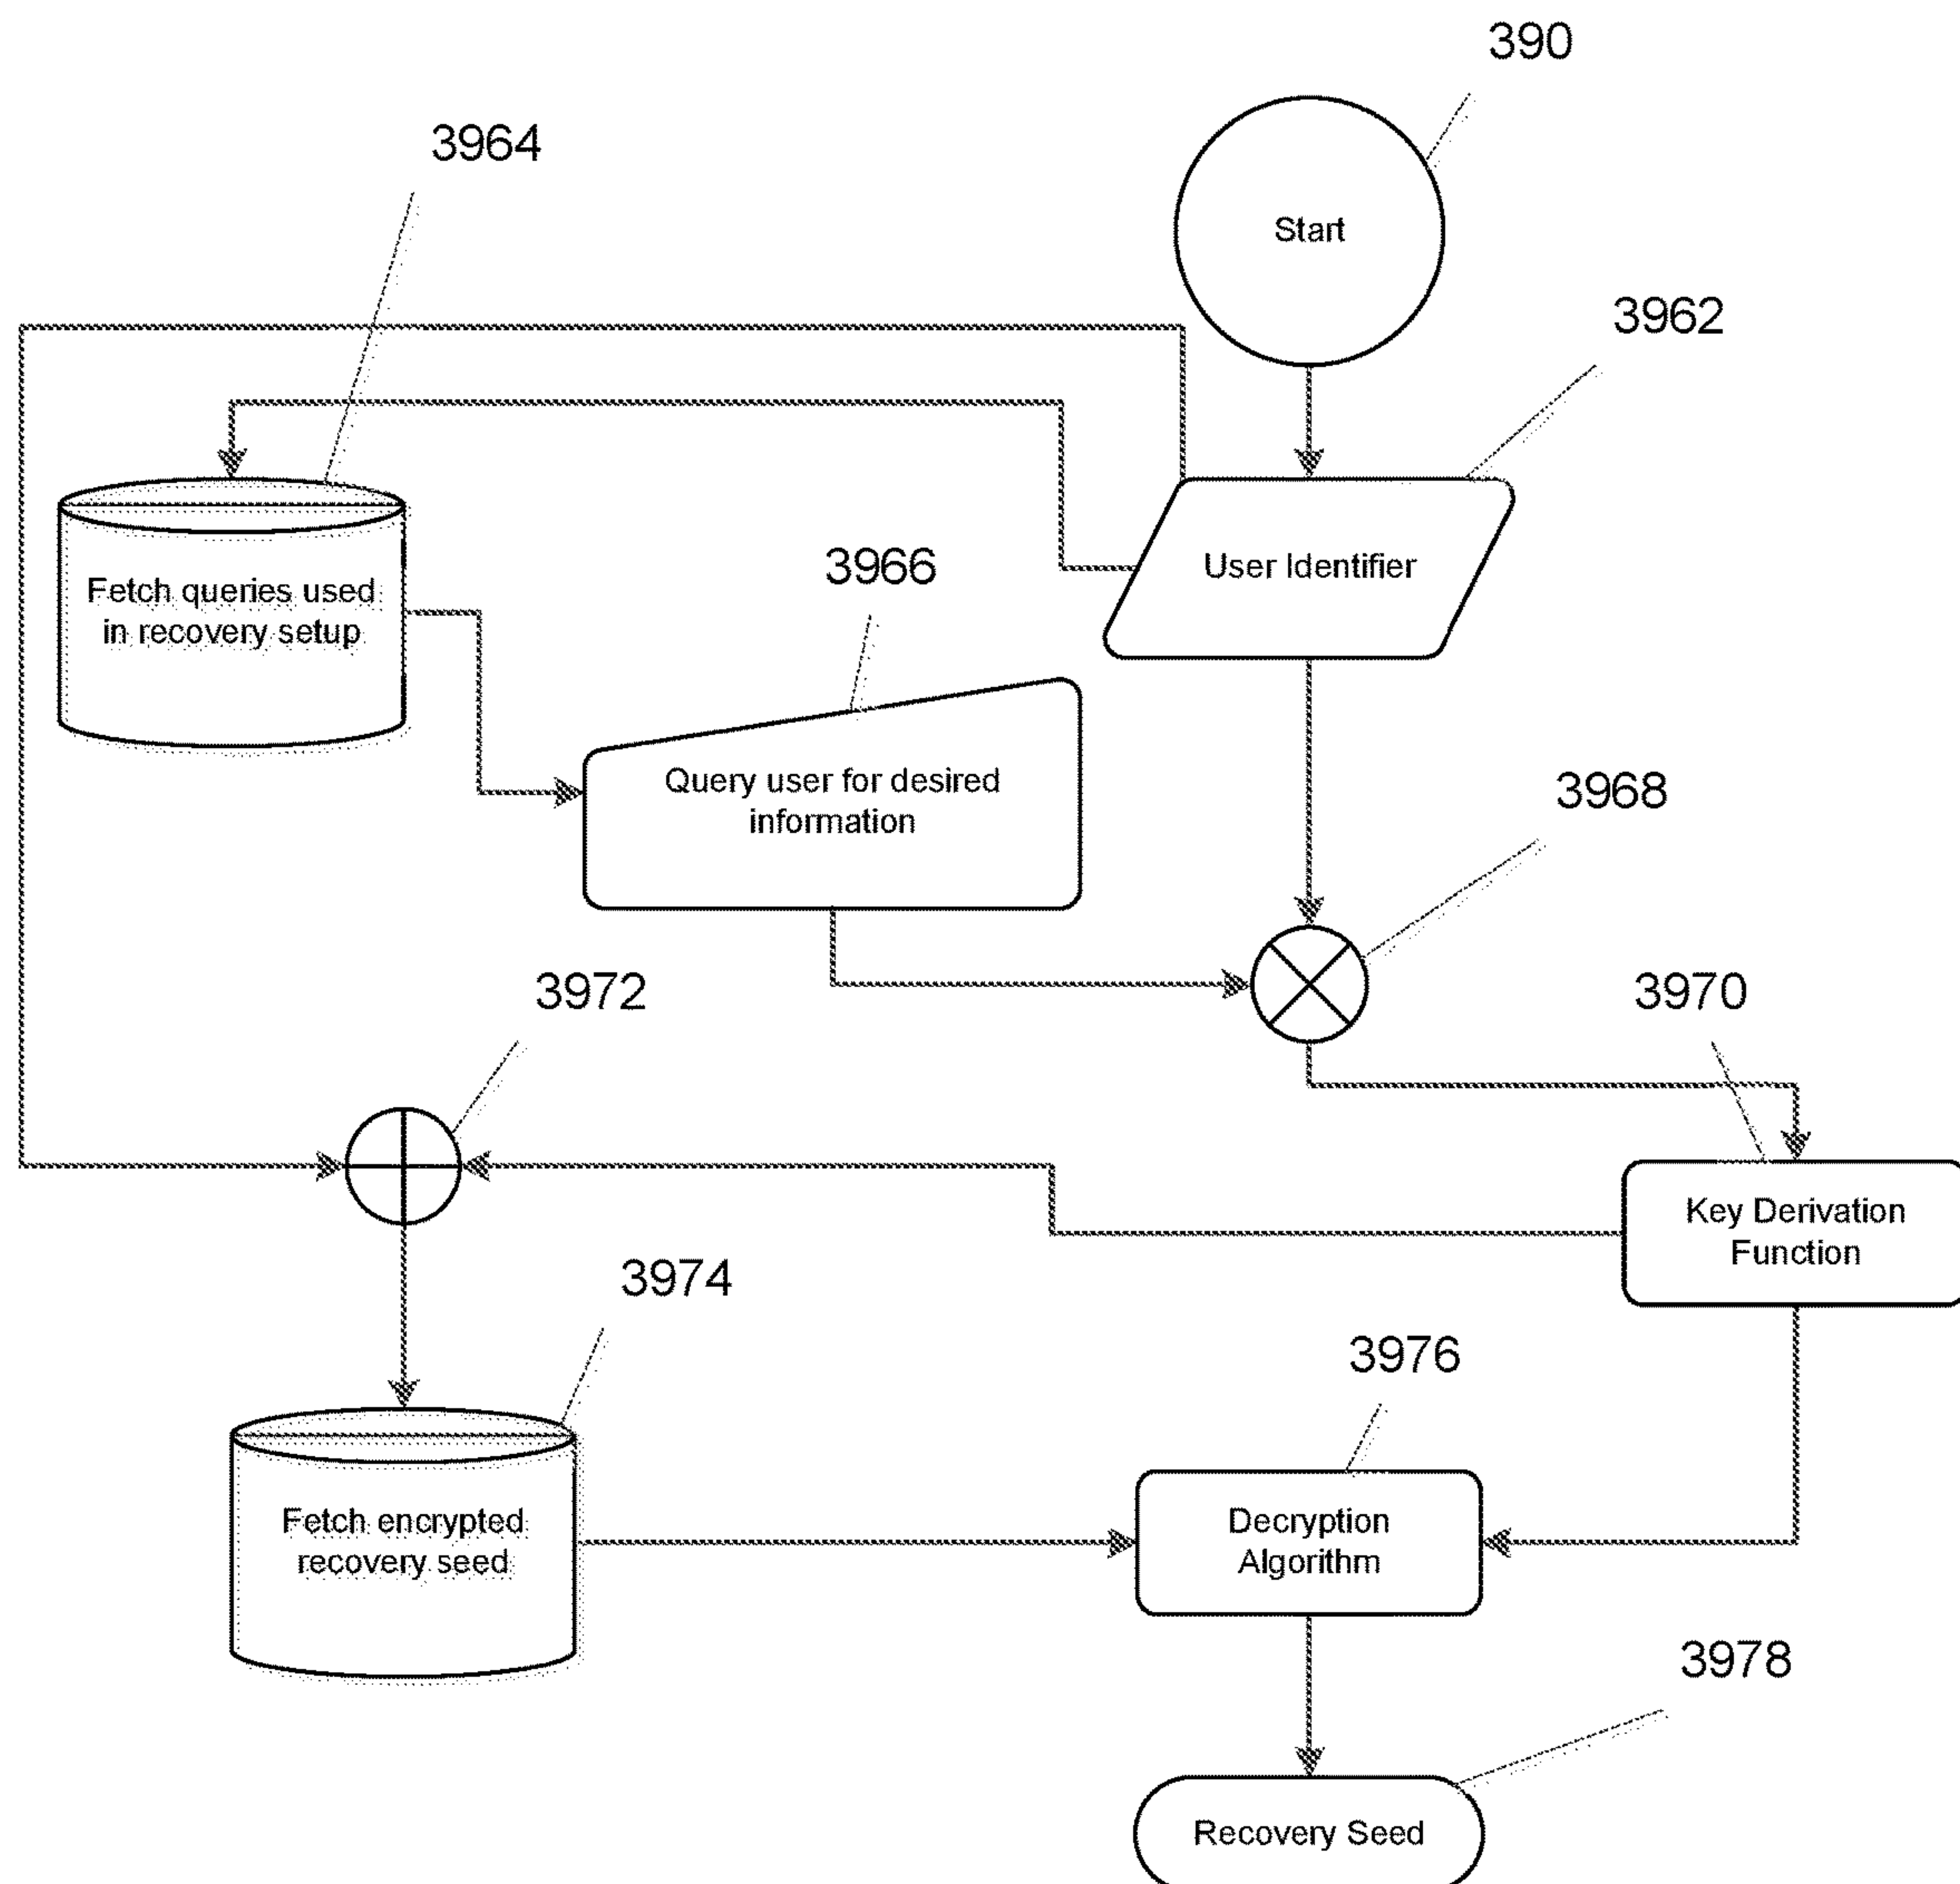 390
Start
3964
3962
Fetch queries used
in recovery setup
3966
User Identifier
Query user for desired
information
3968
3972
3970
Key Derivation
Function
3974
3976
Fetch encrypted
recovery seed
Decryption
Algorithm
3978
Recovery Seed